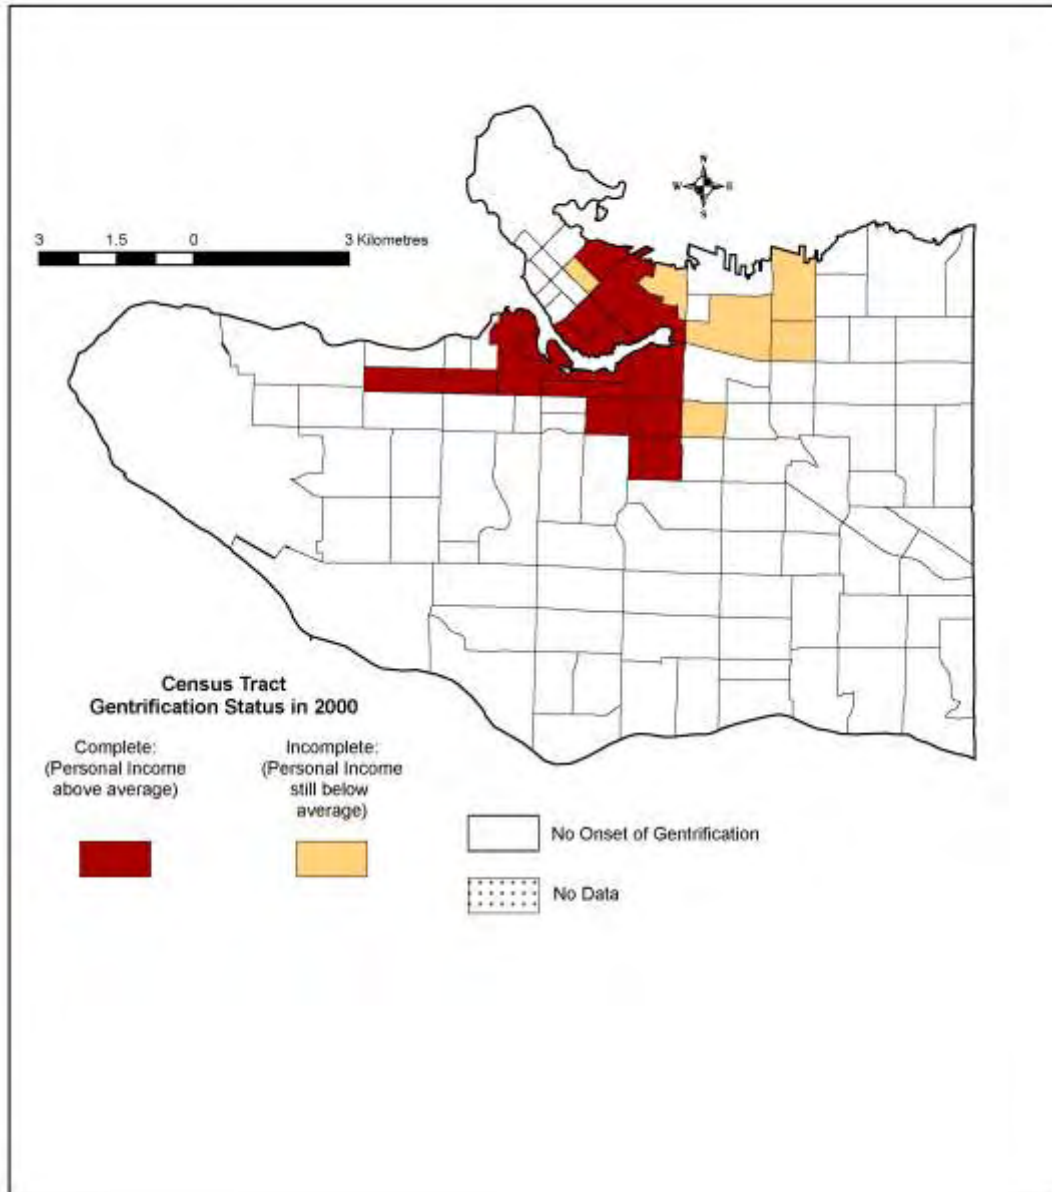 N
W E
S
3 1.5 0 3 Kilometres
Census Tract
Gentrification Status in 2000
Complete:
(Personal Income
above average)
Incomplete:
(Personal Income
still below
average)
No Onset of Gentrification
No Data